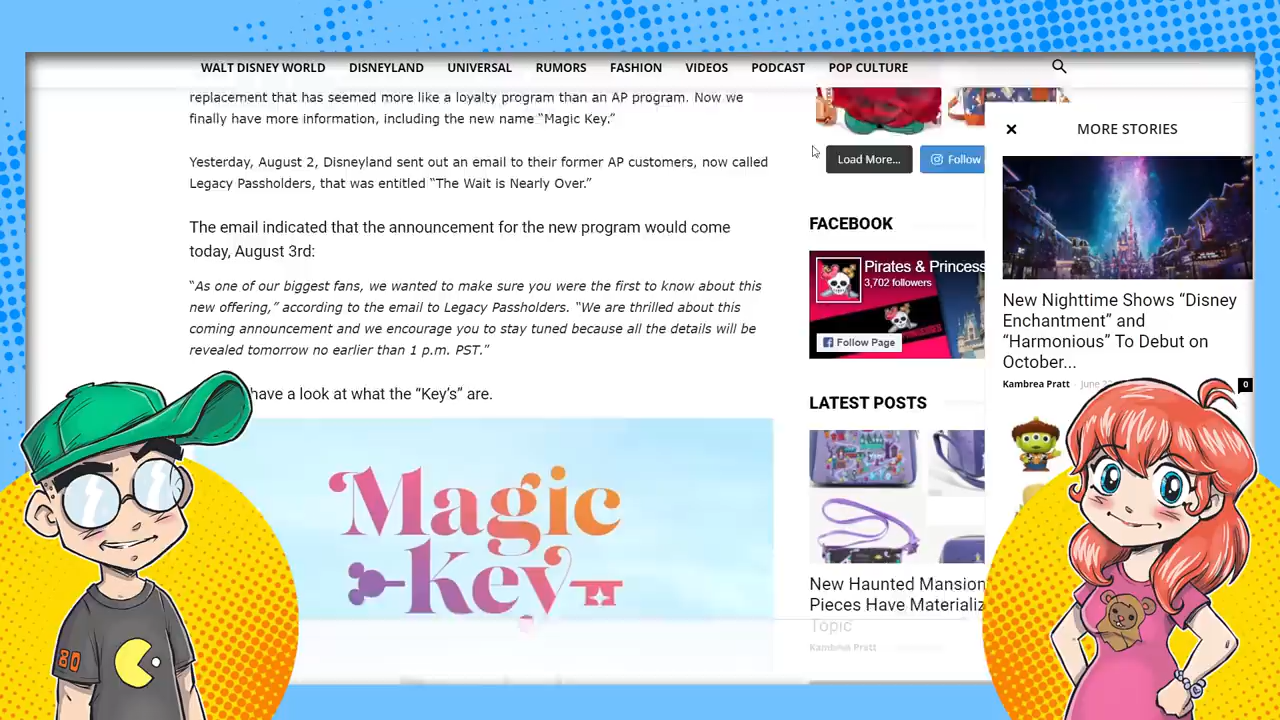 WALT DISNEY WORLD DISNEYLAND UNIVERSAL RUMORS FASHION VIDEOS PODCAST POP CULTURE
replacement that has seemed more like a loyalty program than an AP program. Now we
finally have more information, including the new name “Magic Key.”
Yesterday, August 2, Disneyland sent out an email to their former AP customers, now called
Legacy Passholders, that was entitled “The Wait is Nearly Over.”
The email indicated that the announcement for the new program would come
today, August 3rd:
“As one of our biggest fans, we wanted to make sure you were the first to know about this
new offering,” according to the email to Legacy Passholders. “We are thrilled about this
coming announcement and we encourage you to stay tuned because all the details will be
revealed tomorrow no earlier than 1 p.m. PST.”
have a look at what the “Key’s” are.
Magic
Key
Load More...
Follow
FACEBOOK
Pirates & Princess
3,702 followers
Follow Page
LATEST POSTS
New Haunted Mansion
Pieces Have Materializ
Topic
Kambrea Pratt
MORE STORIES
New Nighttime Shows “Disney
Enchantment” and
“Harmonious” To Debut on
October...
Kambrea Pratt - June
0
80